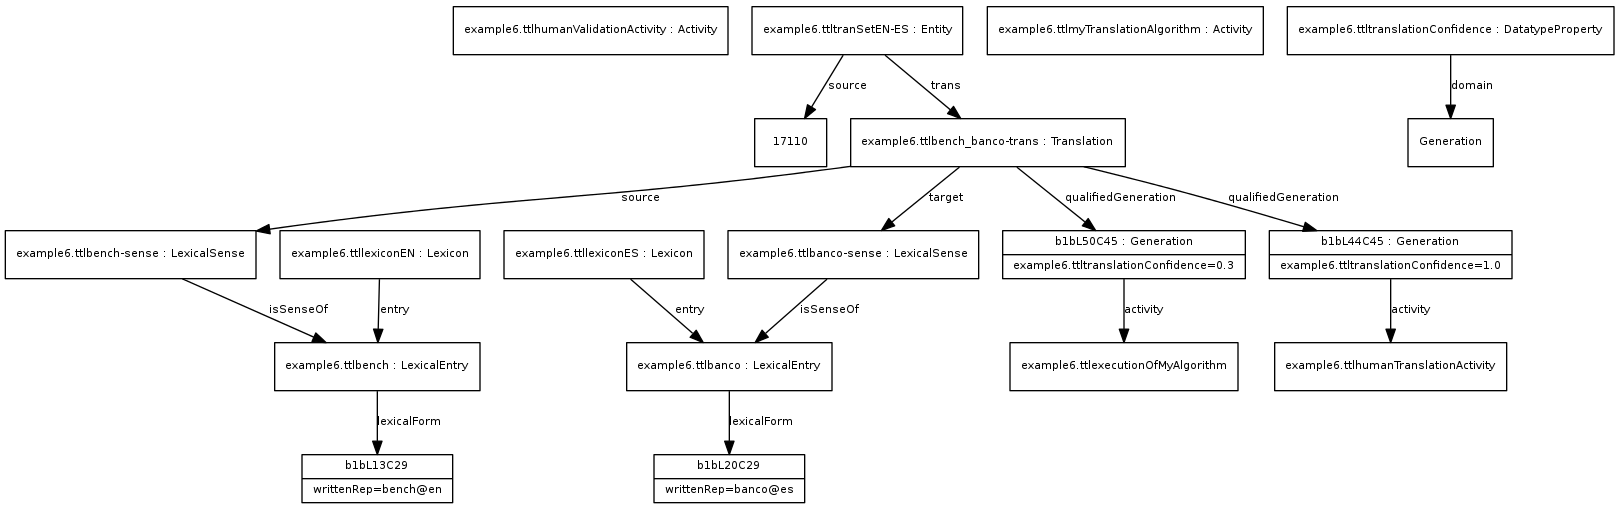 example6.ttlhumanValidationActivity : Activity
example6.ttltranSetEN-ES : Entity
example6.ttlmyTranslationAlgorithm : Activity
example6.ttltranslationConfidence : DatatypeProperty
source
trans
domain
17110
example6.ttlbench_banco-trans : Translation
Generation
source
target
qualifiedGeneration
qualifiedGeneration
example6.ttlbench-sense : LexicalSense
example6.ttllexiconEN : Lexicon
example6.ttllexiconES : Lexicon
example6.ttlbanco-sense : LexicalSense
b1bL50C45 : Generation
example6.ttltranslationConfidence=0.3
b1bL44C45 : Generation
example6.ttltranslationConfidence=1.0
isSenseOf
entry
entry
isSenseOf
activity
activity
example6.ttlbench : LexicalEntry
example6.ttlbanco : LexicalEntry
example6.ttlexecutionOfMyAlgorithm
example6.ttlhumanTranslationActivity
lexicalForm
lexicalForm
b1bL13C29
writtenRep=bench@en
b1bL20C29
writtenRep=banco@es